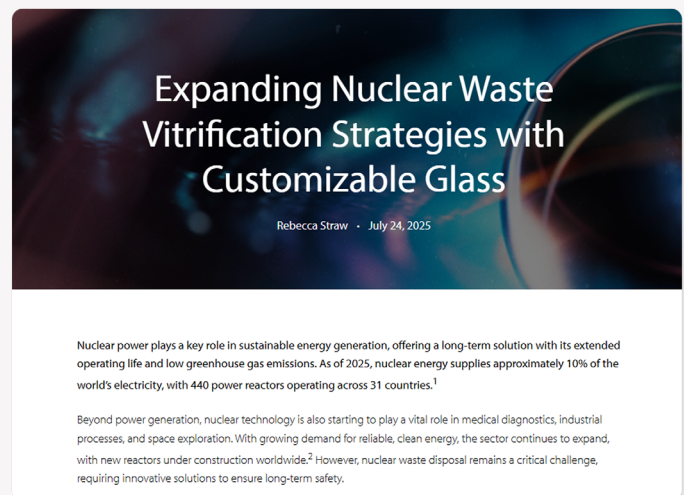 Expanding Nuclear Waste
Vitrification Strategies with
Customizable Glass
Rebecca Straw • July 24, 2025
Nuclear power plays a key role in sustainable energy generation, offering a long-term solution with its extended
operating life and low greenhouse gas emissions. As of 2025, nuclear energy supplies approximately 10% of the
world's electricity, with 440 power reactors operating across 31 countries.1
Beyond power generation, nuclear technology is also starting to play a vital role in medical diagnostics, industrial
processes, and space exploration. With growing demand for reliable, clean energy, the sector continues to expand,
with new reactors under construction worldwide.2 However, nuclear waste disposal remains a critical challenge,
requiring innovative solutions to ensure long-term safety.